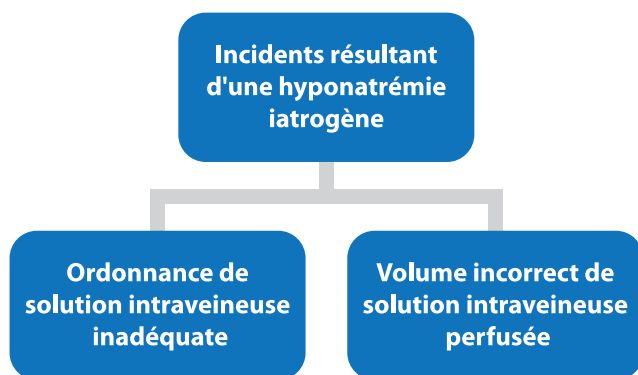 Incidents résultant
d'une hyponatrémie
iatrogène
Ordonnance de
solution intraveineuse
inadéquate
Volume incorrect de
solution intraveineuse
perfusée